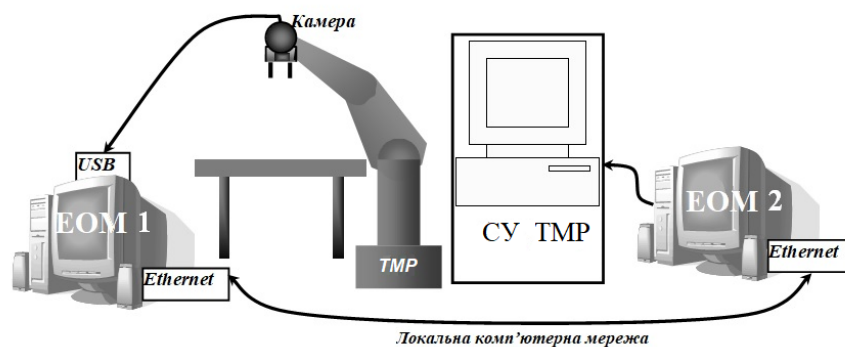 Камера
USB
ЕОМ 1
Ethernet
ТМР
СУ ТМР
ЕОМ 2
Ethernet
Локальна комп’ютерна мережа